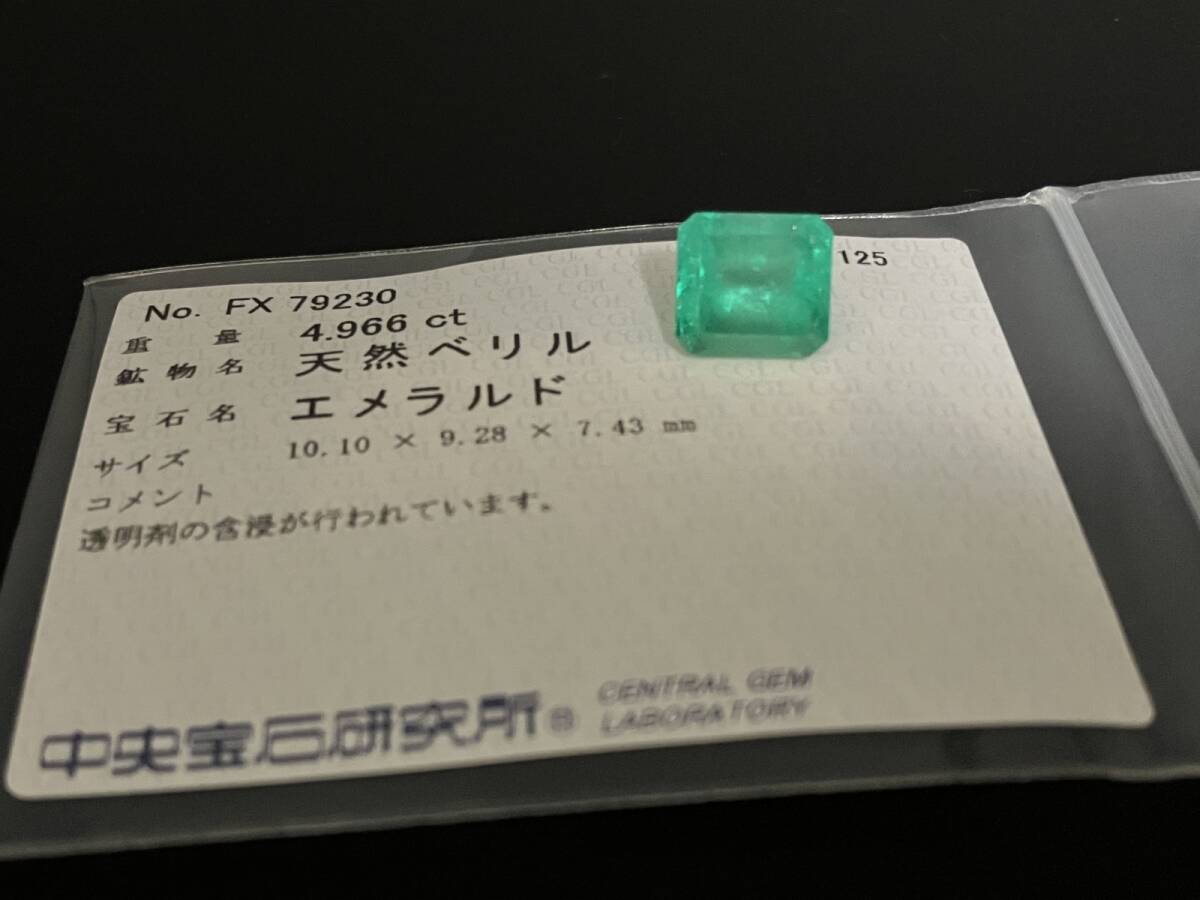 No. FX 79230 125
重量 4.966 ct
鉱物名 天然ベリル
宝石名 エメラルド
サイズ 10.10 × 9.28 × 7.43 mm
コメント
透明剤の含浸が行われています。
中央宝石研究所® CENTRAL GEM
LABORATORY